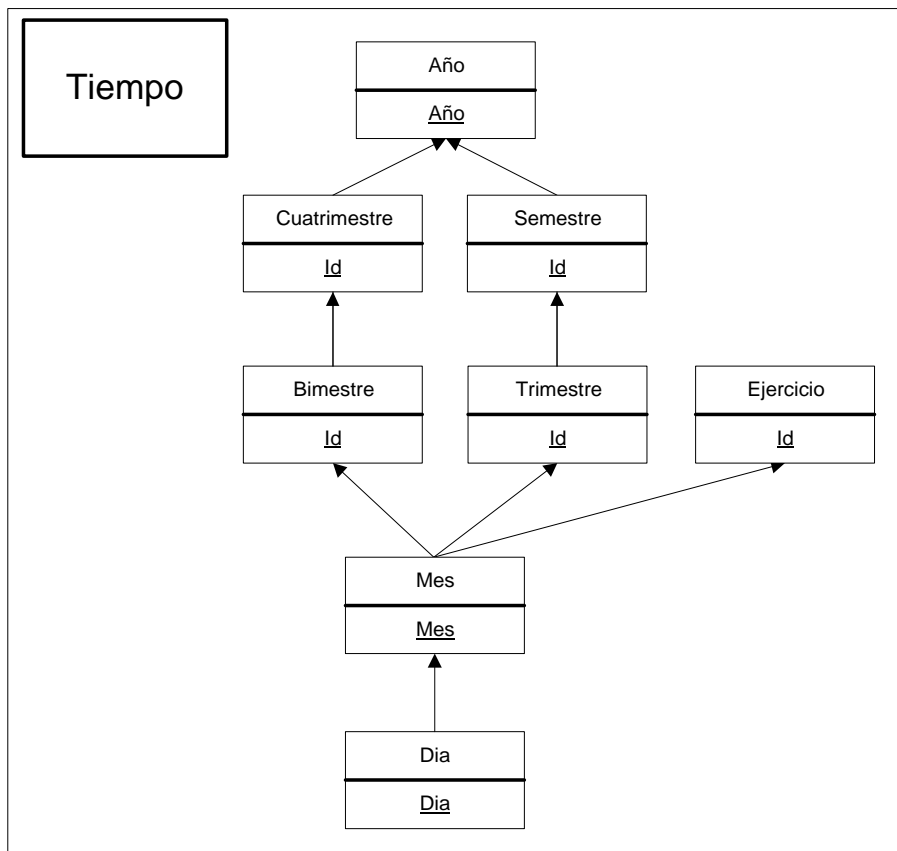 Tiempo
Año
Año
Cuatrimestre
Id
Semestre
Id
Bimestre
Id
Trimestre
Id
Ejercicio
Id
Mes
Mes
Dia
Dia